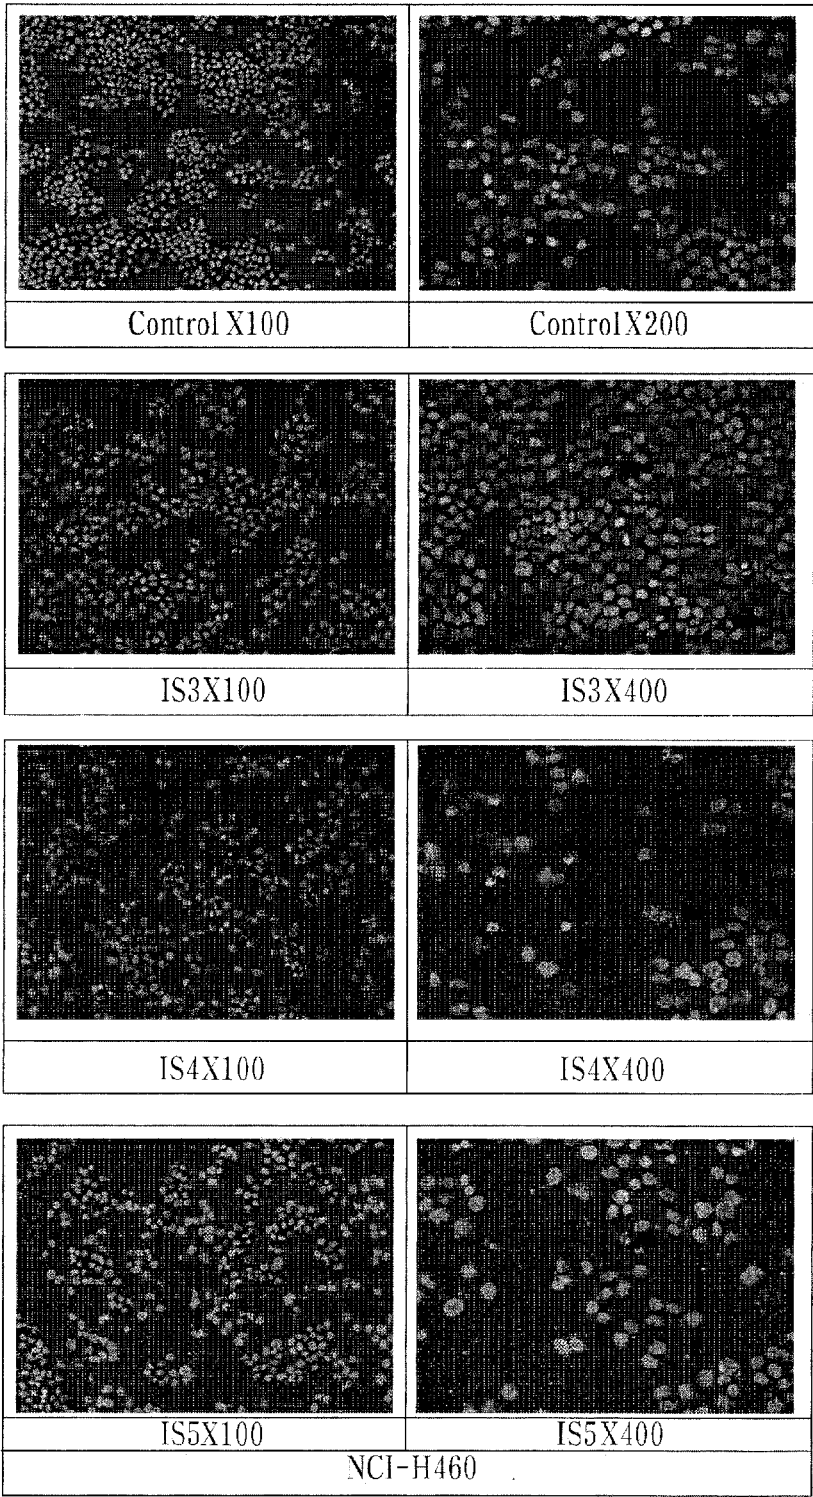 Control X100
Control X200
IS3X100
IS3X400
IS4X100
IS4X400
IS5X100
IS5X400
NCI-H460